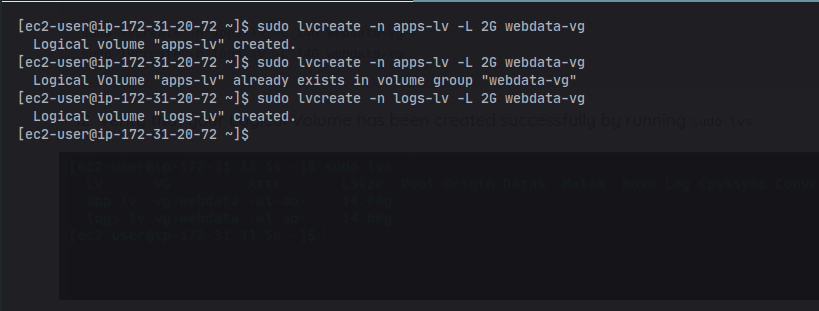 [ec2-user@ip-172-31-20-72 ~]$ sudo lvcreate -n apps-lv -L 2G webdata-vg
  Logical volume "apps-lv" created.
[ec2-user@ip-172-31-20-72 ~]$ sudo lvcreate -n apps-lv -L 2G webdata-vg
  Logical Volume "apps-lv" already exists in volume group "webdata-vg"
[ec2-user@ip-172-31-20-72 ~]$ sudo lvcreate -n logs-lv -L 2G webdata-vg
  Logical volume "logs-lv" created.
[ec2-user@ip-172-31-20-72 ~]$
volume has been created successfully by running sudo lvs